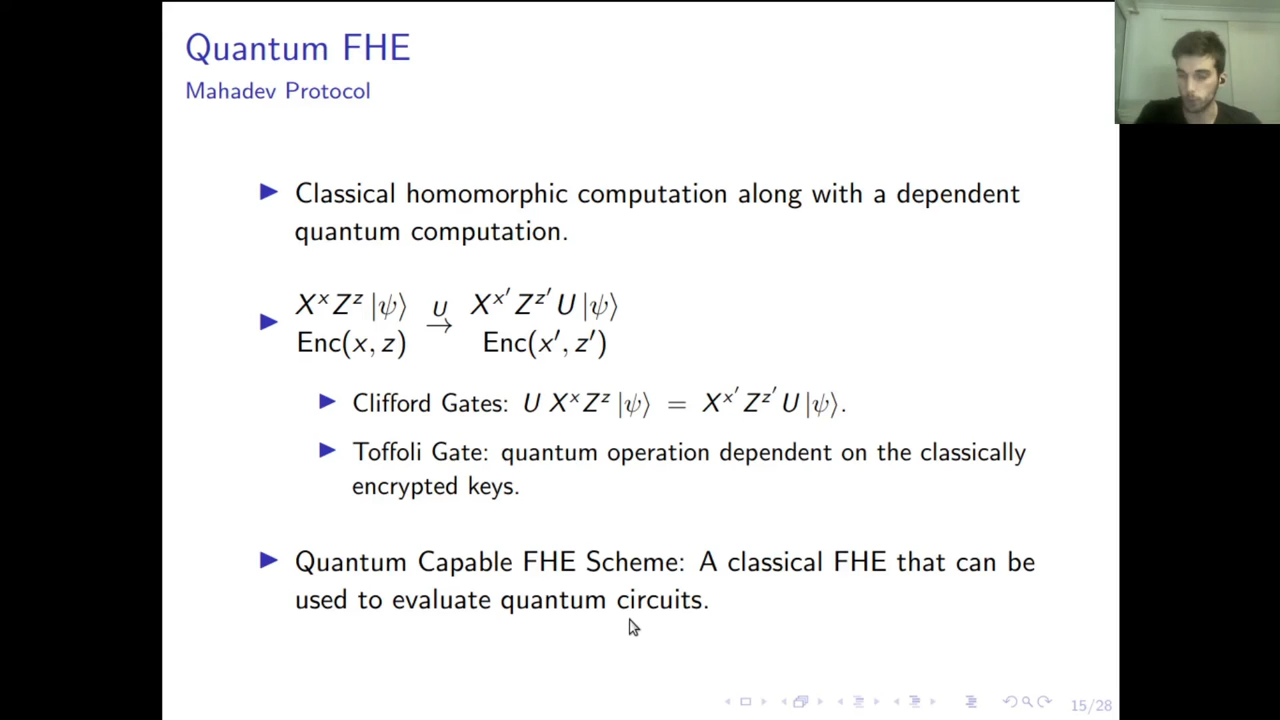 Quantum FHE
Mahadev Protocol
▶ Classical homomorphic computation along with a dependent
quantum computation.
▶ X^x Z^z |ψ⟩ U→ X^x′ Z^z′ U |ψ⟩
Enc(x, z) Enc(x′, z′)
▶ Clifford Gates: U X^x Z^z |ψ⟩ = X^x′ Z^z′ U |ψ⟩.
▶ Toffoli Gate: quantum operation dependent on the classically
encrypted keys.
▶ Quantum Capable FHE Scheme: A classical FHE that can be
used to evaluate quantum circuits.
15/28